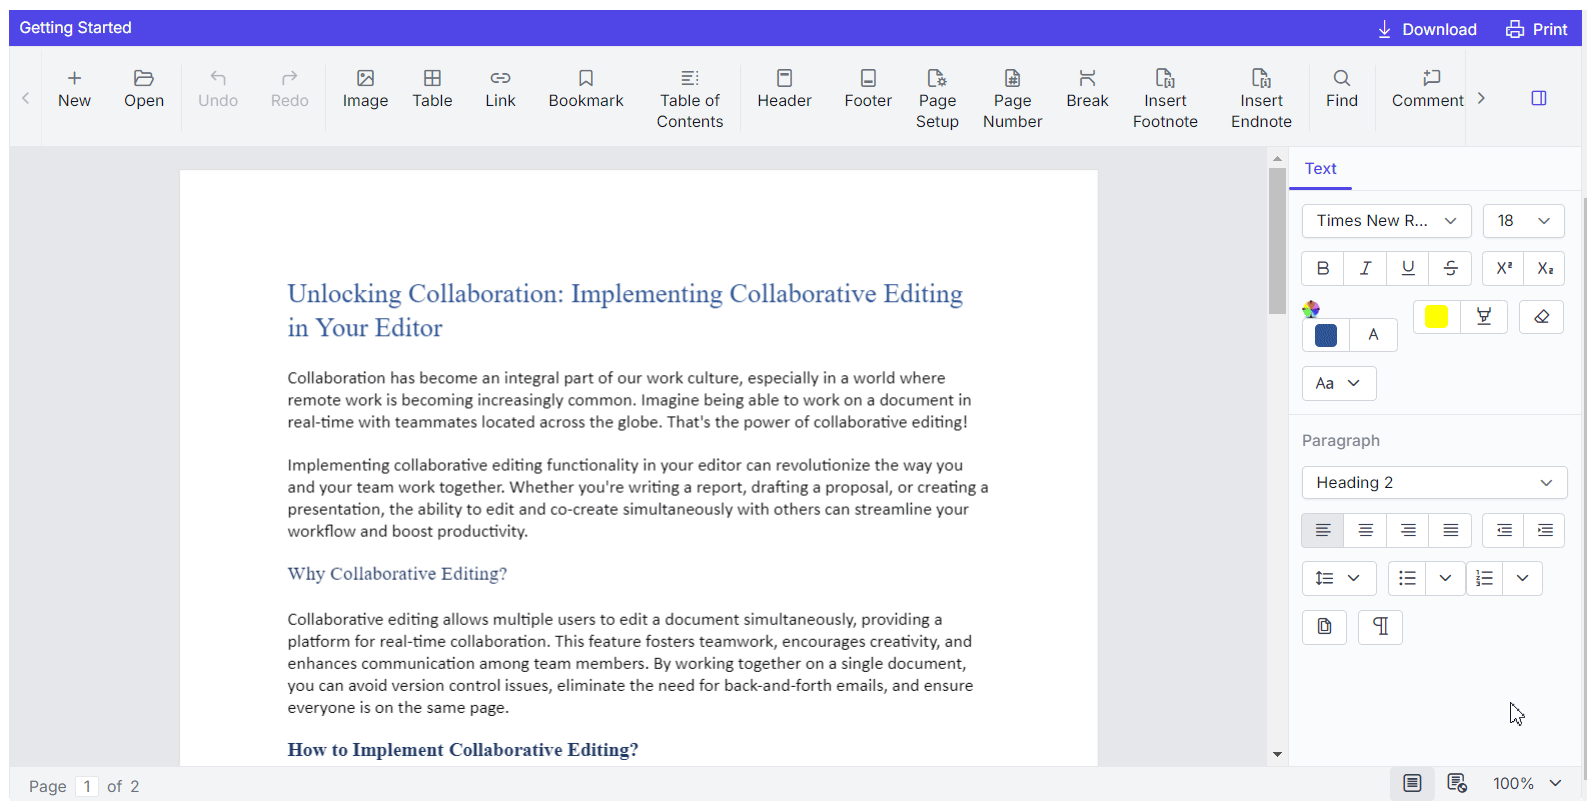 Getting Started
Download
Print
New
Open
Undo
Redo
Image
Table
Link
Bookmark
Table of
Contents
Header
Footer
Page
Setup
Page
Number
Break
Insert
Footnote
Insert
Endnote
Find
Comment
Text
Times New R...
18
B I U S X² X₂
A
Aa
Paragraph
Heading 2
Unlocking Collaboration: Implementing Collaborative Editing
in Your Editor
Collaboration has become an integral part of our work culture, especially in a world where
remote work is becoming increasingly common. Imagine being able to work on a document in
real-time with teammates located across the globe. That's the power of collaborative editing!
Implementing collaborative editing functionality in your editor can revolutionize the way you
and your team work together. Whether you're writing a report, drafting a proposal, or creating a
presentation, the ability to edit and co-create simultaneously with others can streamline your
workflow and boost productivity.
Why Collaborative Editing?
Collaborative editing allows multiple users to edit a document simultaneously, providing a
platform for real-time collaboration. This feature fosters teamwork, encourages creativity, and
enhances communication among team members. By working together on a single document,
you can avoid version control issues, eliminate the need for back-and-forth emails, and ensure
everyone is on the same page.
How to Implement Collaborative Editing?
Page 1 of 2
100%